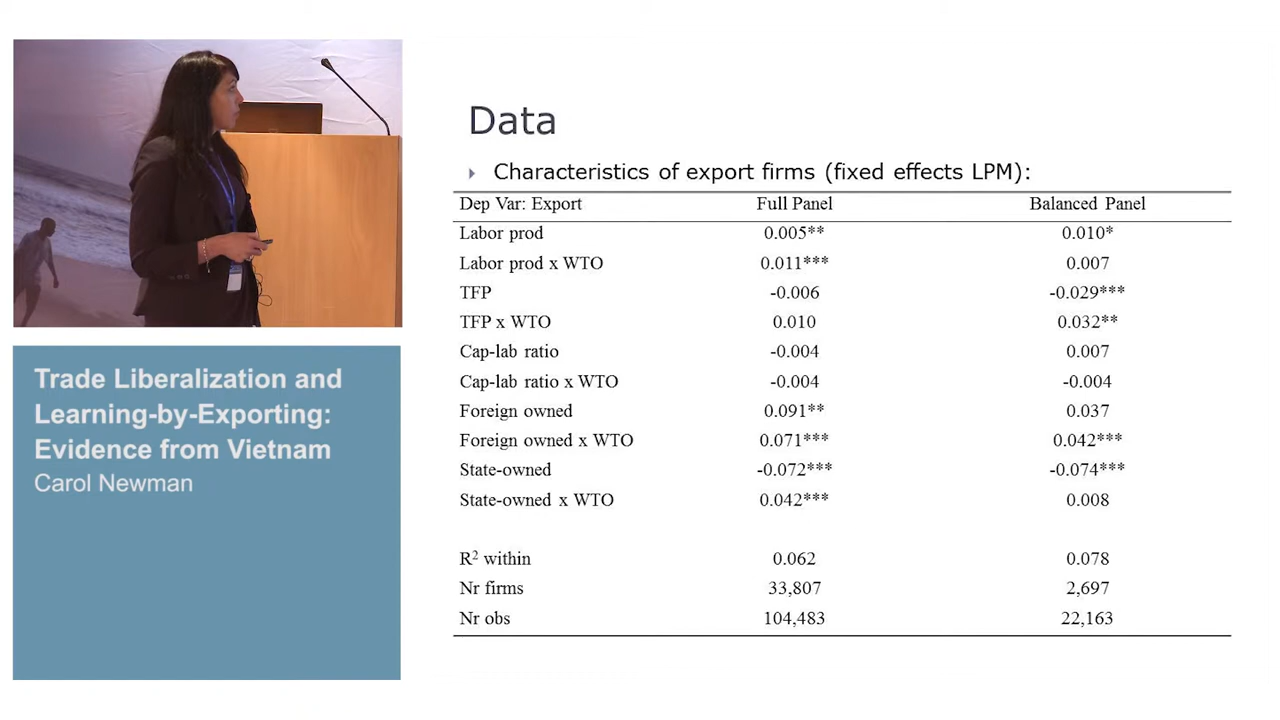 Data
Characteristics of export firms (fixed effects LPM):
Dep Var: Export Full Panel Balanced Panel
Labor prod 0.005** 0.010*
Labor prod x WTO 0.011*** 0.007
TFP -0.006 -0.029***
TFP x WTO 0.010 0.032**
Cap-lab ratio -0.004 0.007
Cap-lab ratio x WTO -0.004 -0.004
Foreign owned 0.091** 0.037
Foreign owned x WTO 0.071*** 0.042***
State-owned -0.072*** -0.074***
State-owned x WTO 0.042*** 0.008
R² within 0.062 0.078
Nr firms 33,807 2,697
Nr obs 104,483 22,163
Trade Liberalization and
Learning-by-Exporting:
Evidence from Vietnam
Carol Newman